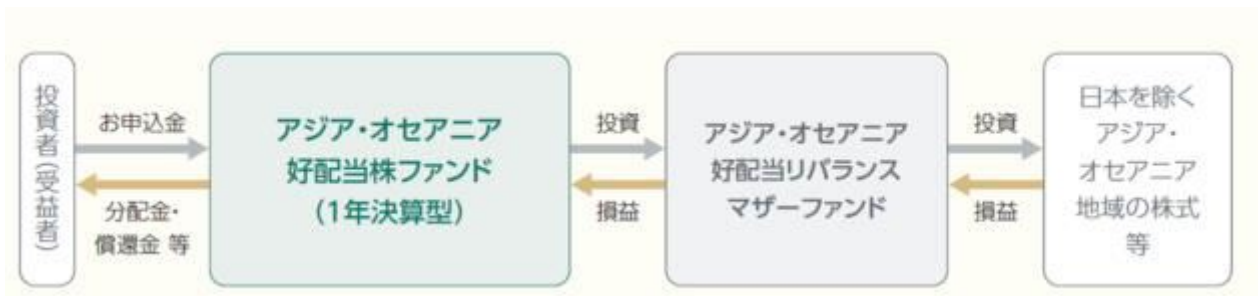 投資者(受益者)
お申込金
分配金・
償還金 等
アジア・オセアニア
好配当株ファンド
(1年決算型)
投資
損益
アジア・オセアニア
好配当リバランス
マザーファンド
投資
損益
日本を除く
アジア・
オセアニア
地域の株式
等